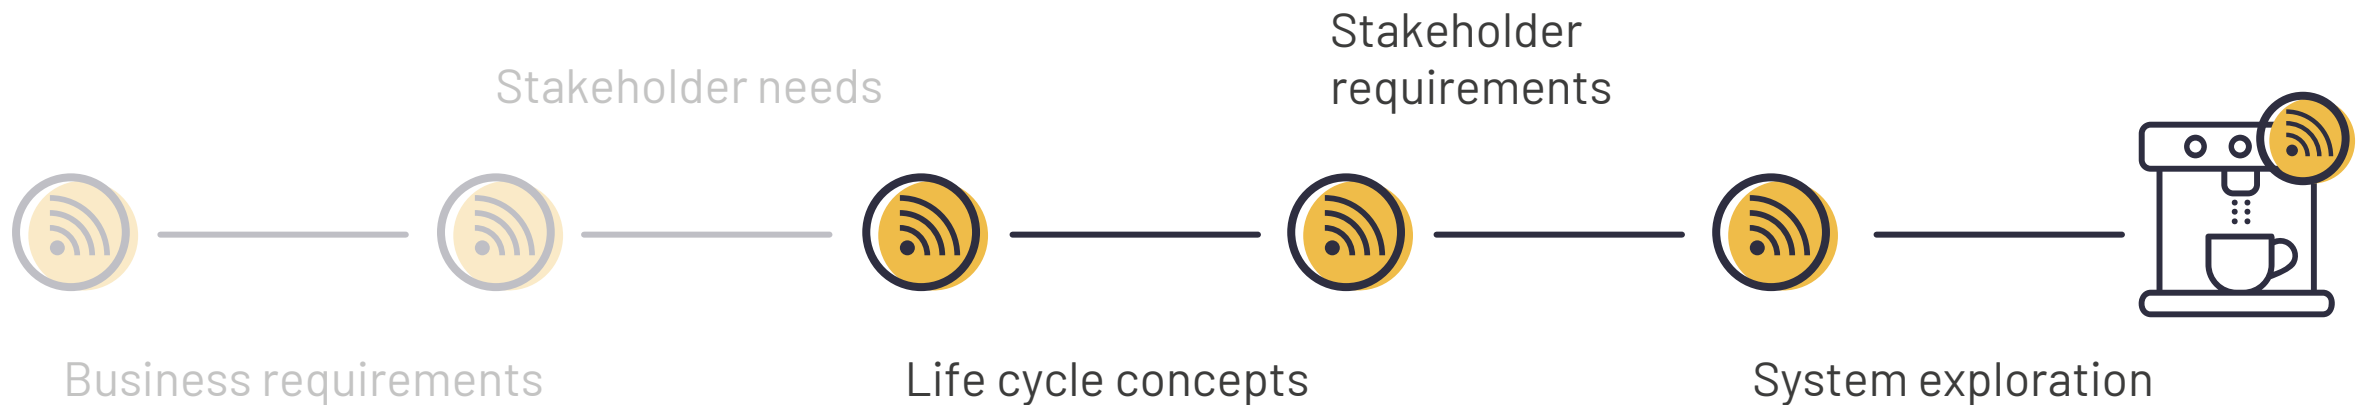 Stakeholder
requirements
Stakeholder needs
Business requirements
Life cycle concepts
System exploration